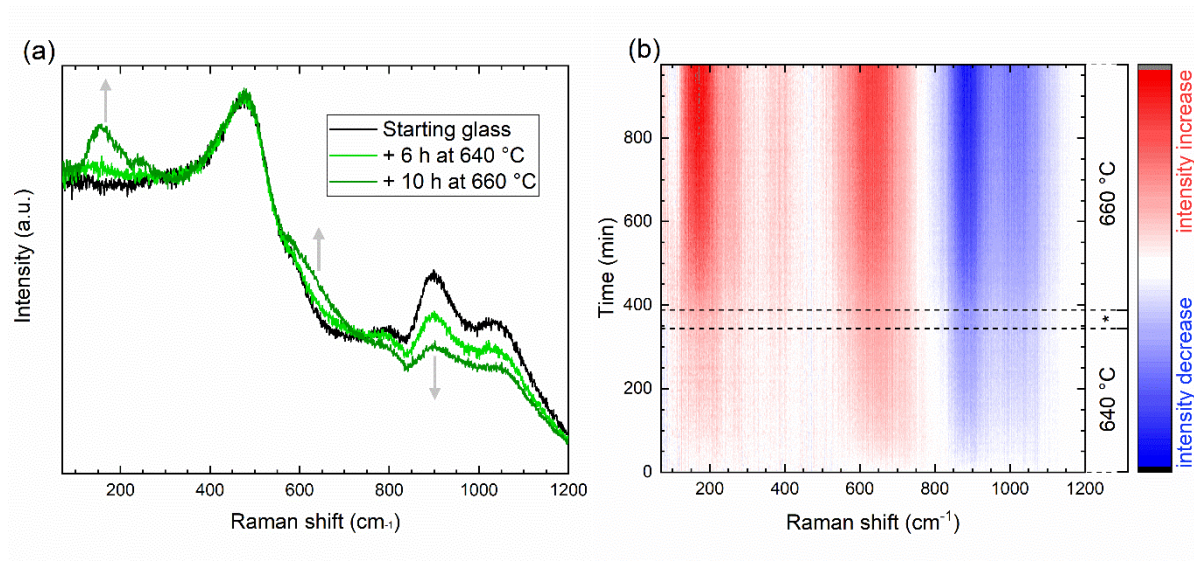 (a)
Intensity (a.u.)
Starting glass
+ 6 h at 640 °C
+ 10 h at 660 °C
200 400 600 800 1000 1200
Raman shift (cm-1)
(b)
Time (min)
800
600
400
200
0
200 400 600 800 1000 1200
Raman shift (cm-1)
660 °C
*
640 °C
intensity increase
intensity decrease